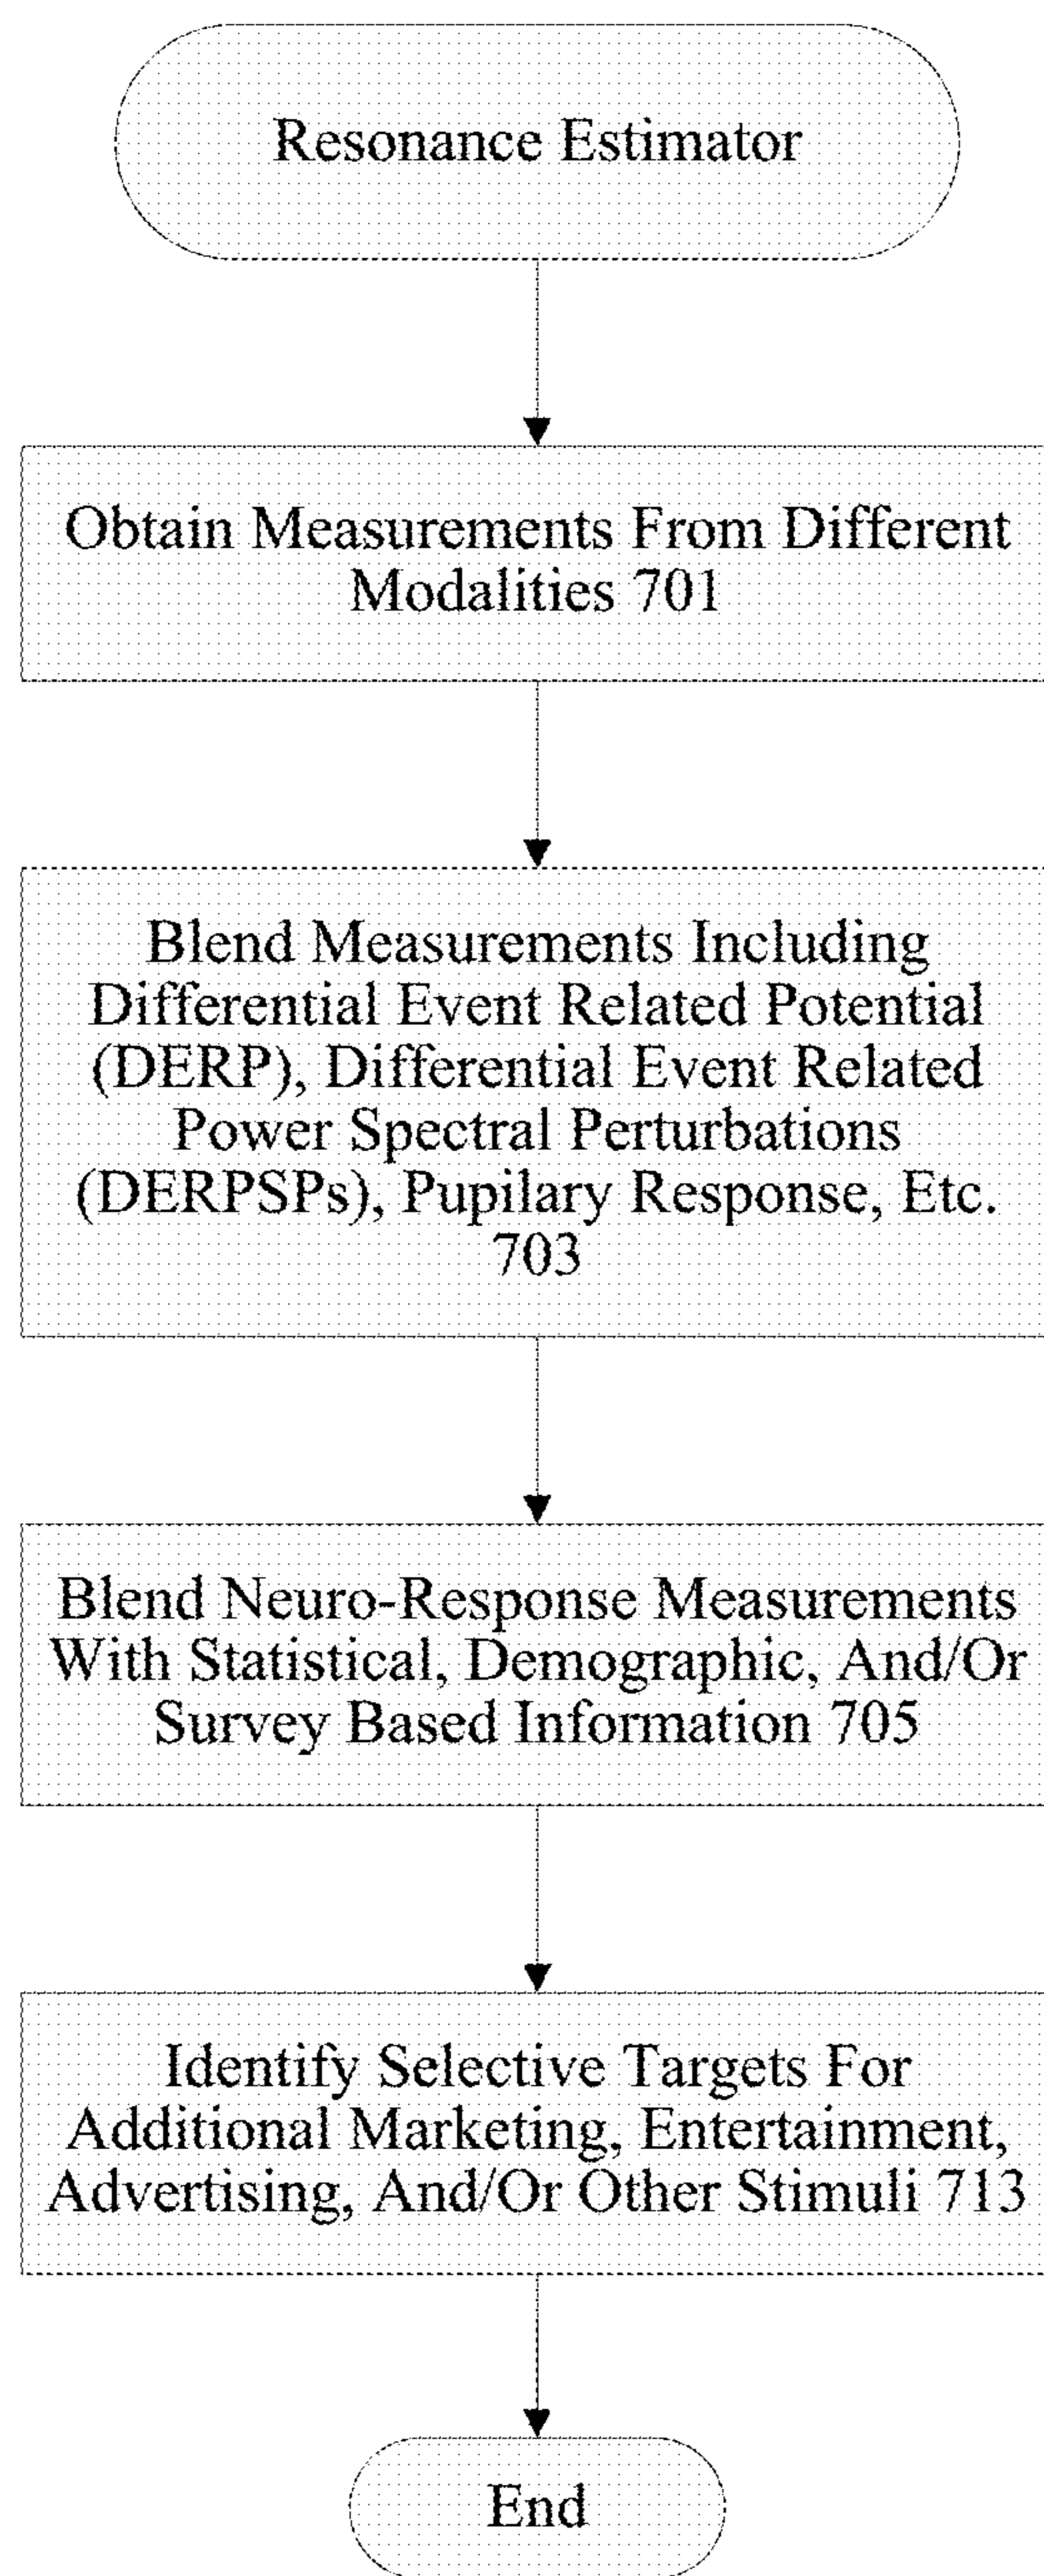 Resonance Estimator
Obtain Measurements From Different
Modalities 701
Blend Measurements Including
Differential Event Related Potential
(DERP), Differential Event Related
Power Spectral Perturbations
(DERPSPs), Pupilary Response, Etc.
703
Blend Neuro-Response Measurements
With Statistical, Demographic, And/Or
Survey Based Information 705
Identify Selective Targets For
Additional Marketing, Entertainment,
Advertising, And/Or Other Stimuli 713
End